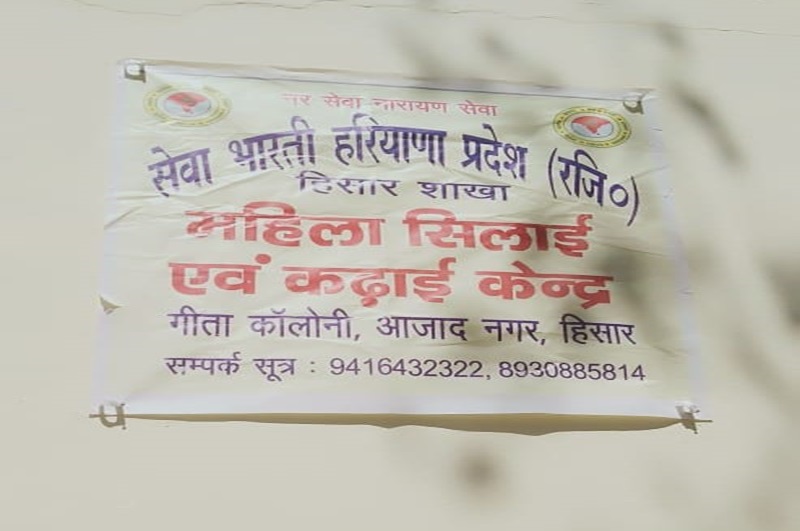 नर सेवा नारायण सेवा
सेवा भारती हरियाणा प्रदेश (रजि०)
हिसार शाखा
महिला सिलाई
एवं कढ़ाई केन्द्र
गीता कॉलोनी, आजाद नगर, हिसार
सम्पर्क सूत्र : 9416432322, 8930885814